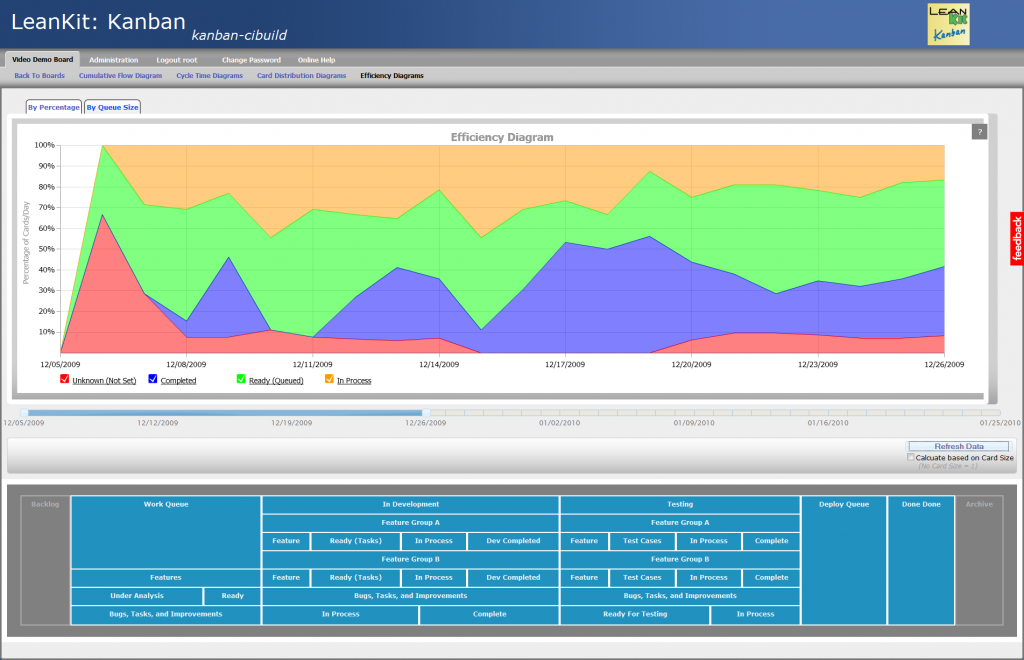 LeanKit: Kanban
kanban-cibuild
LEAN
Kit
Kanban
Video Demo Board Administration Logout root Change Password Online Help
Back To Boards Cumulative Flow Diagram Cycle Time Diagrams Card Distribution Diagrams Efficiency Diagrams
By Percentage By Queue Size
?
Efficiency Diagram
Percentage of Cards/Day
100%
90%
80%
70%
60%
50%
40%
30%
20%
10%
12/05/2009 12/08/2009 12/11/2009 12/14/2009 12/17/2009 12/20/2009 12/23/2009 12/26/2009
Unknown (Not Set) Completed Ready (Queued) In Process
feedback
12/05/2009 12/12/2009 12/19/2009 12/26/2009 01/02/2010 01/09/2010 01/16/2010 01/25/2010
Refresh Data
Calcuate based on Card Size
(No Card Size = 1)
Backlog Work Queue In Development Testing Deploy Queue Done Done Archive
Feature Group A Feature Group A
Feature Ready (Tasks) In Process Dev Completed Feature Test Cases In Process Complete
Feature Group B Feature Group B
Features Feature Ready (Tasks) In Process Dev Completed Feature Test Cases In Process Complete
Under Analysis Ready Bugs, Tasks, and Improvements Bugs, Tasks, and Improvements
Bugs, Tasks, and Improvements In Process Complete Ready For Testing In Process